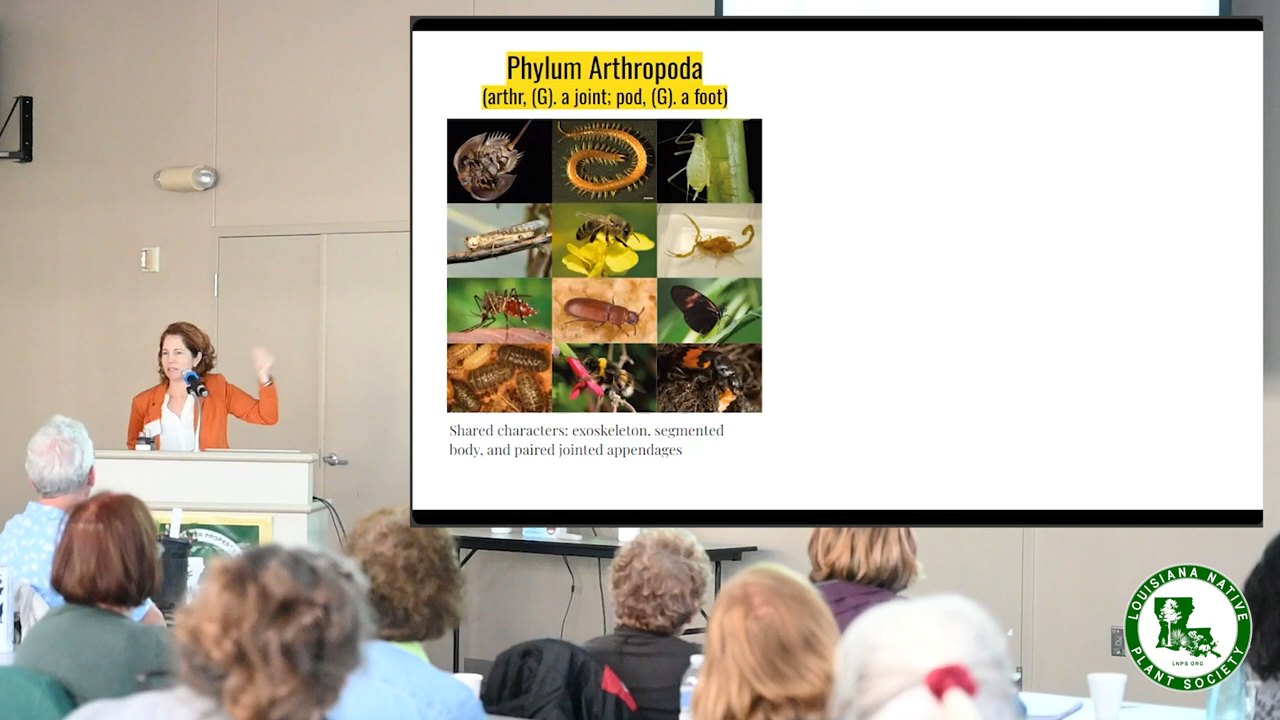 Phylum Arthropoda
(arthr, (G). a joint; pod, (G). a foot)
Shared characters: exoskeleton, segmented
body, and paired jointed appendages
LOUISIANA NATIVE
LNPS.ORG
PLANT SOCIETY